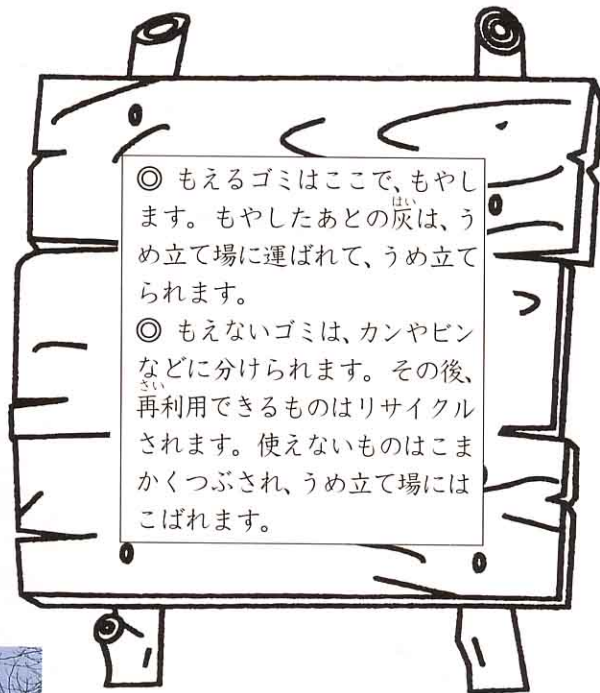 ◎ もえるゴミはここで、もやし
ます。もやしたあとの灰は、う
め立て場に運ばれて、うめ立て
られます。
◎ もえないゴミは、カンやビン
などに分けられます。その後、
再利用できるものはリサイクル
されます。使えないものはこま
かくつぶされ、うめ立て場には
こばれます。